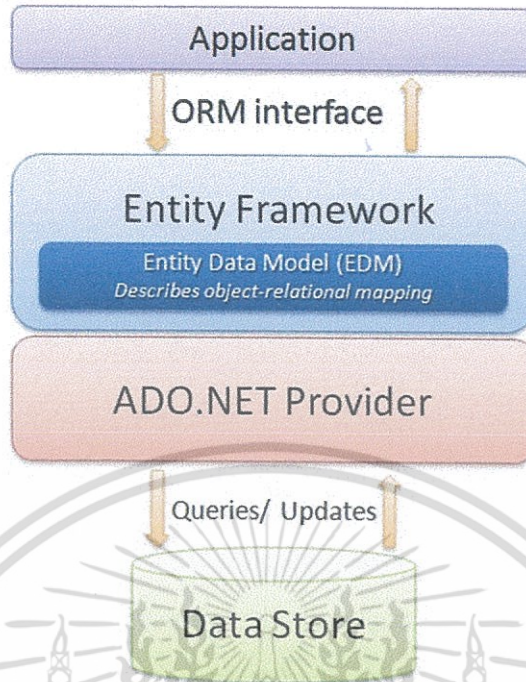 Application
ORM interface
Entity Framework
Entity Data Model (EDM)
Describes object-relational mapping
ADO.NET Provider
Queries/ Updates
Data Store